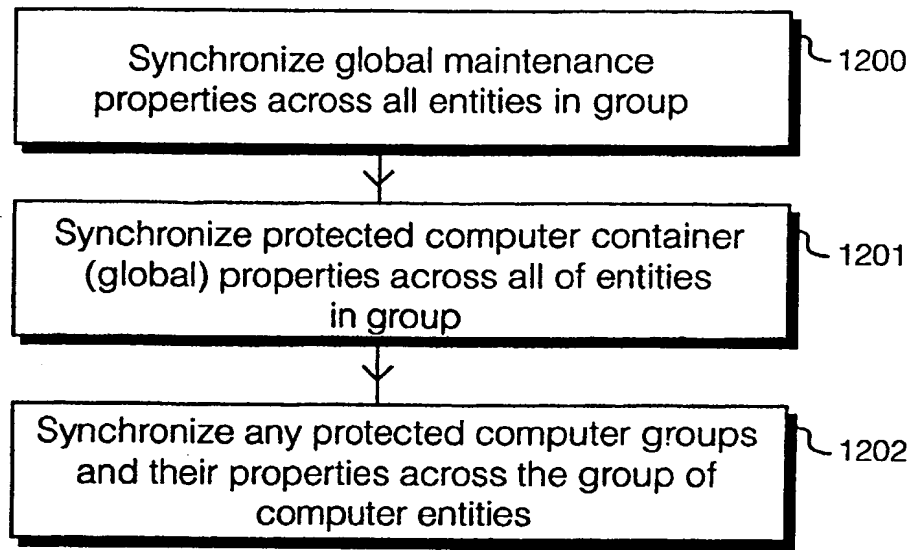 Synchronize global maintenance
properties across all entities in group
1200
Synchronize protected computer container
(global) properties across all of entities
in group
1201
Synchronize any protected computer groups
and their properties across the group of
computer entities
1202